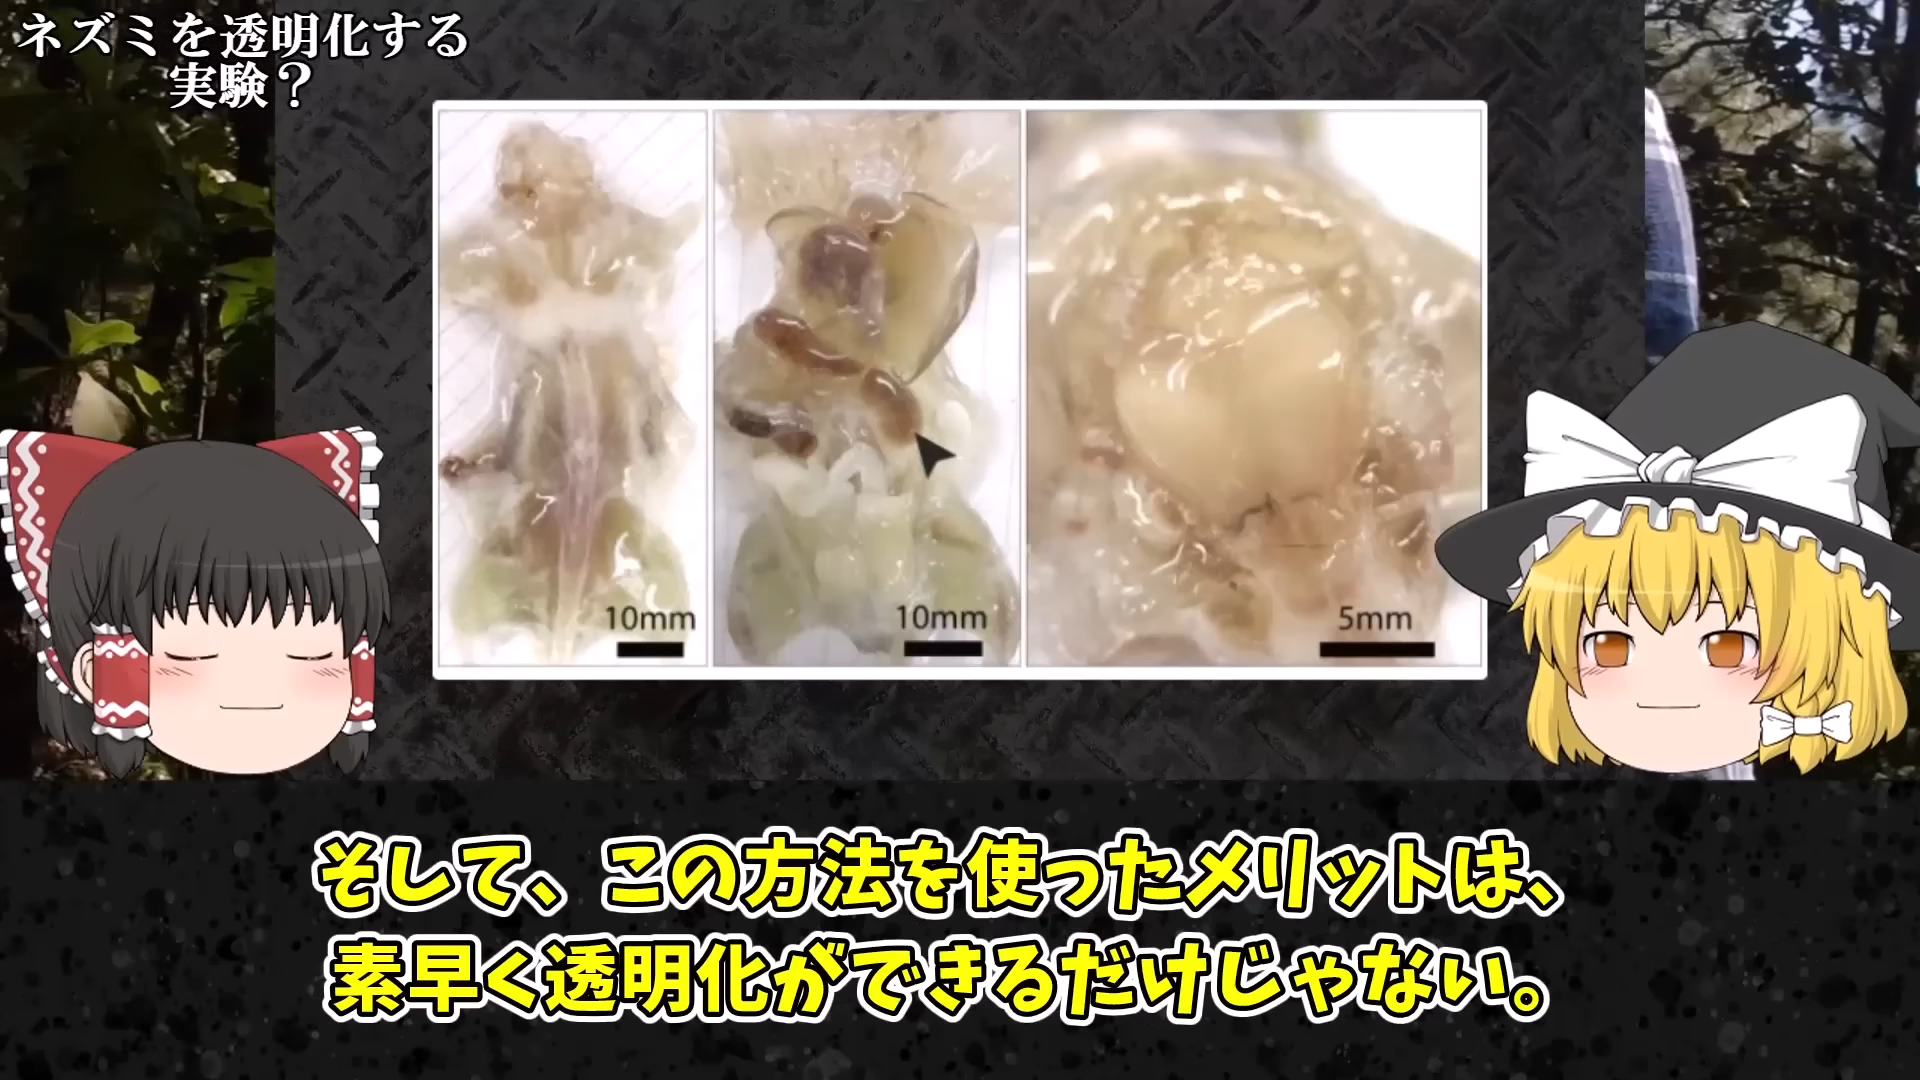 ネズミを透明化する
実験？
10mm
10mm
5mm
そして、この方法を使ったメリットは、
素早く透明化ができるだけじゃない。